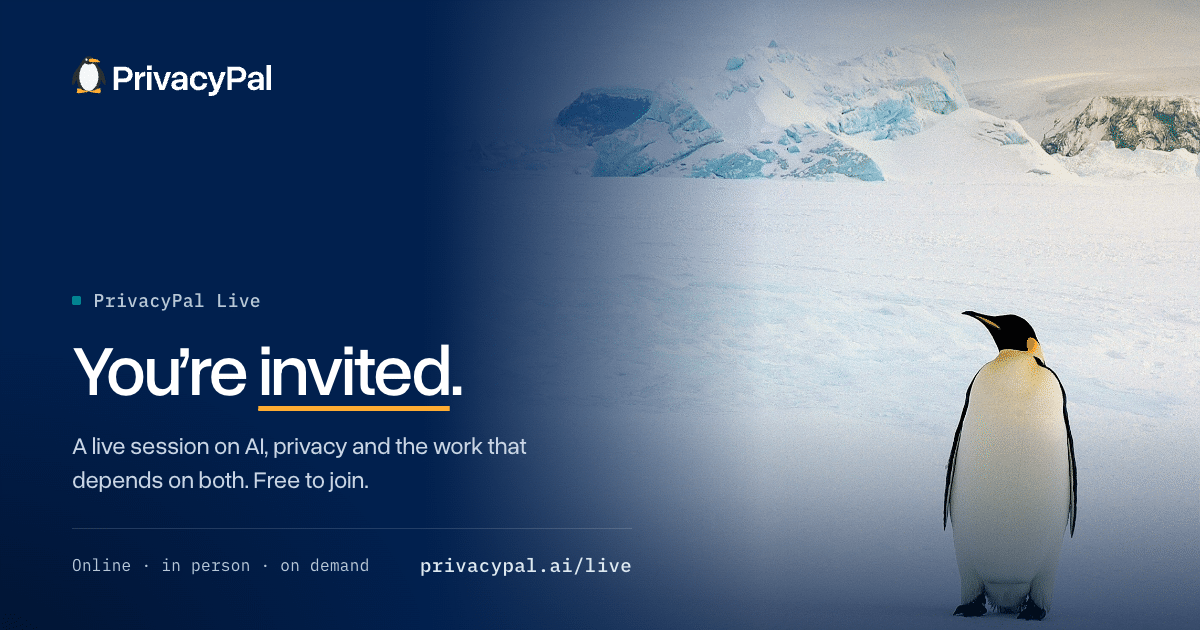 PrivacyPal
PrivacyPal Live
You're invited.
A live session on AI, privacy and the work that
depends on both. Free to join.
Online · in person · on demand
privacypal.ai/live